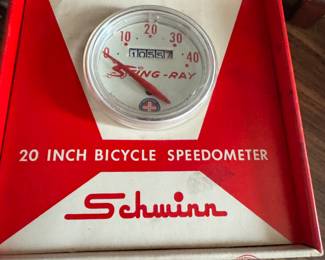 0 10 20 30 40
STING-RAY
20 INCH BICYCLE SPEEDOMETER
Schwinn